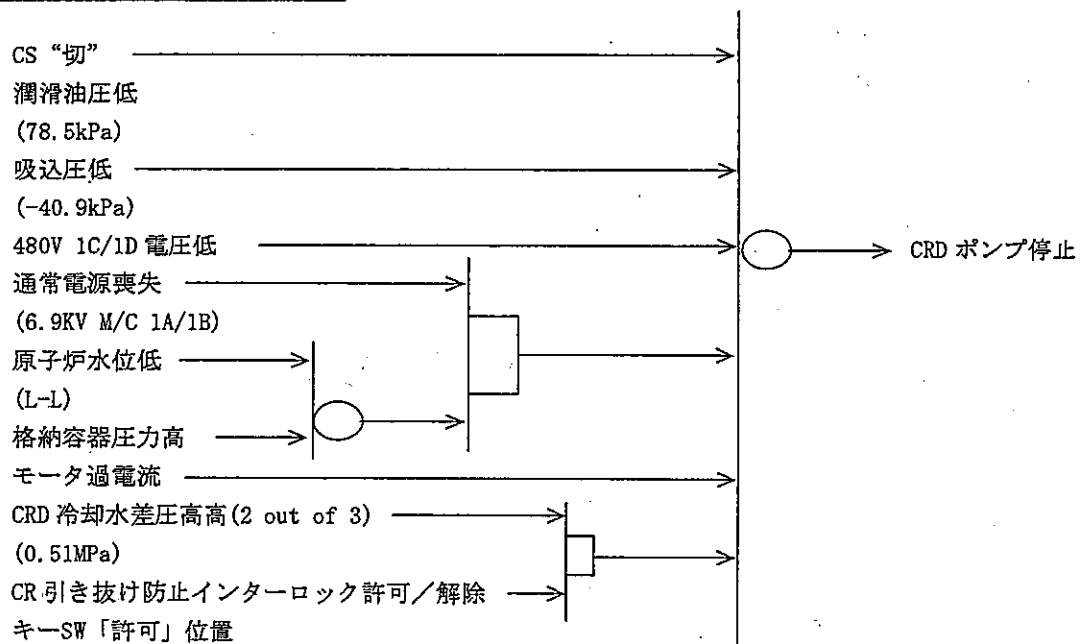 CS “切”
潤滑油圧低
(78.5kPa)
吸込圧低
(-40.9kPa)
480V 1C/1D 電圧低
CRD ポンプ停止
通常電源喪失
(6.9KV M/C 1A/1B)
原子炉水位低
(L-L)
格納容器圧力高
モータ過電流
CRD 冷却水差圧高高(2 out of 3)
(0.51MPa)
CR 引き抜け防止インターロック許可／解除
キーSW「許可」位置